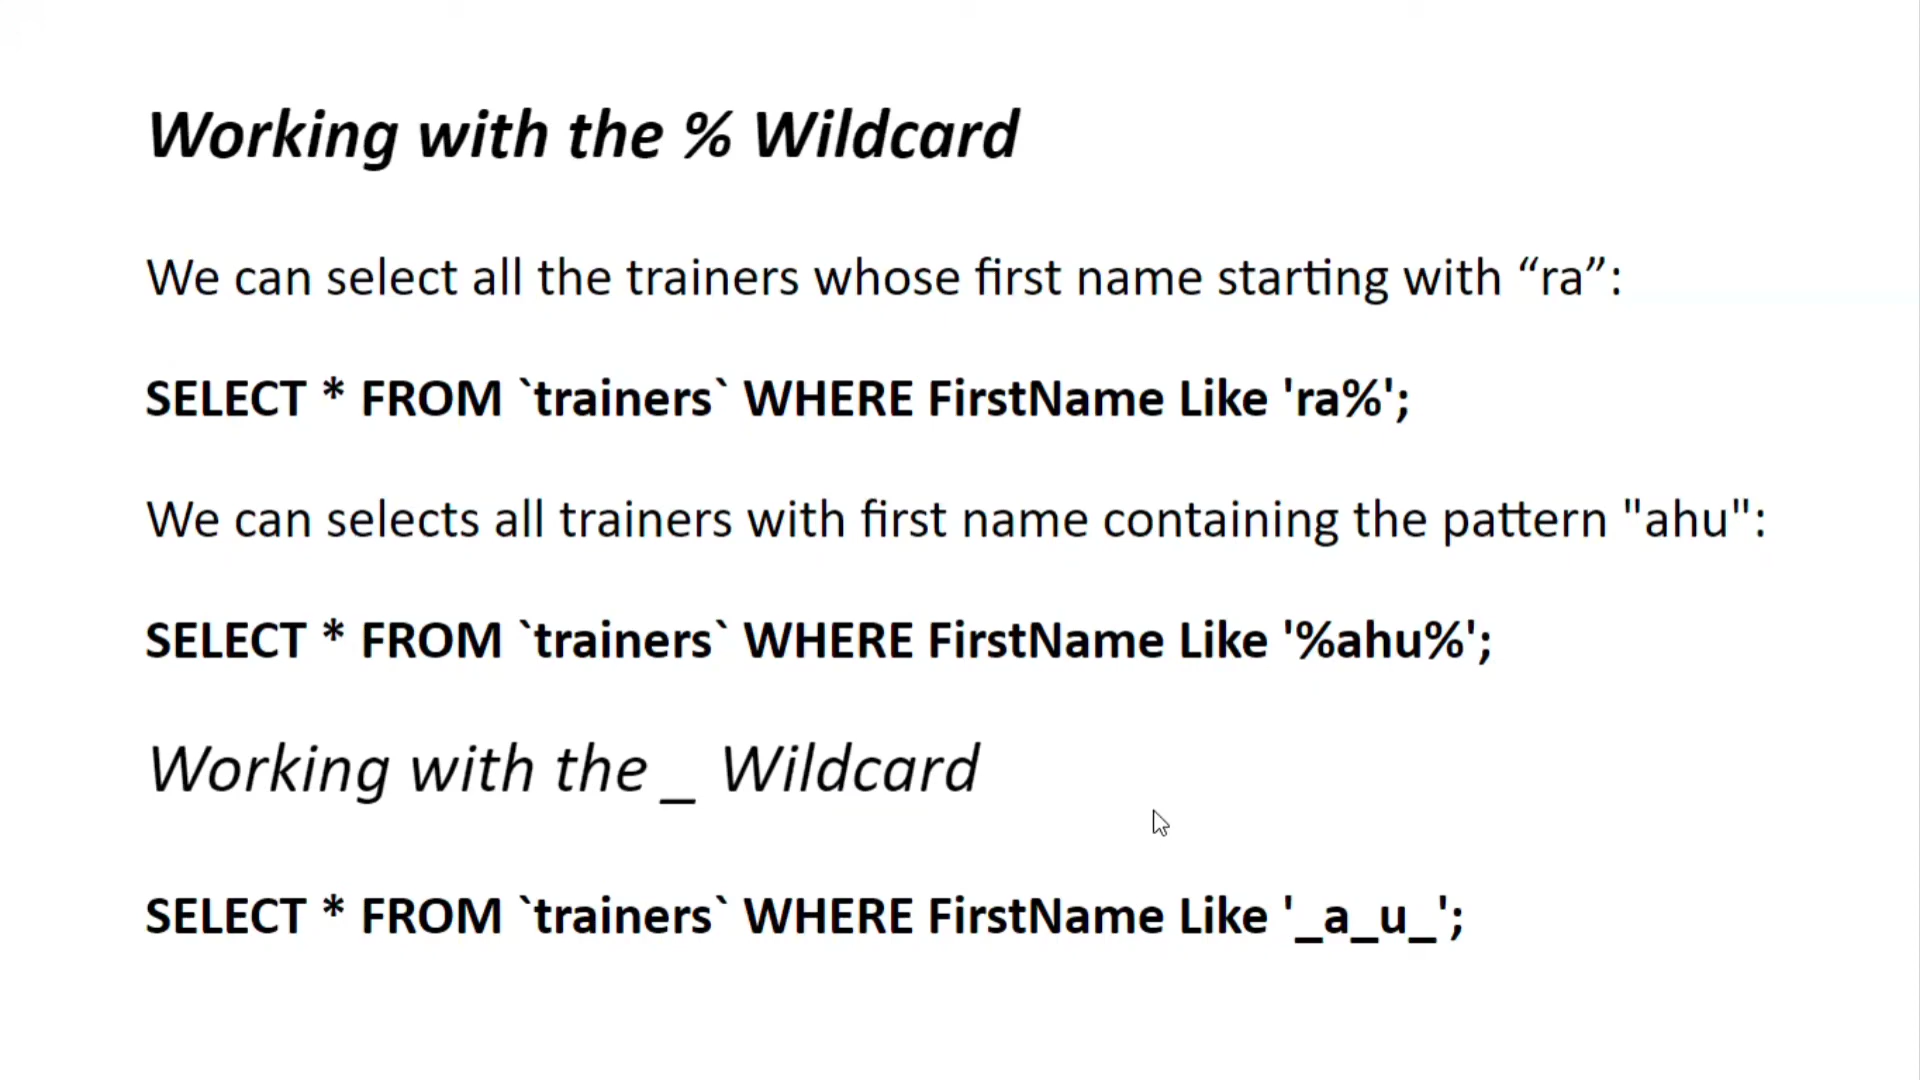 Working with the % Wildcard
We can select all the trainers whose first name starting with “ra”:
SELECT * FROM `trainers` WHERE FirstName Like 'ra%';
We can selects all trainers with first name containing the pattern "ahu":
SELECT * FROM `trainers` WHERE FirstName Like '%ahu%';
Working with the _ Wildcard
SELECT * FROM `trainers` WHERE FirstName Like '_a_u_';